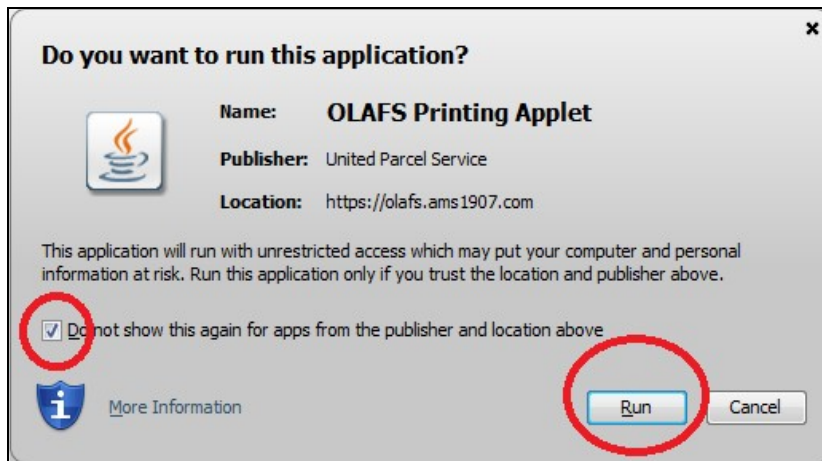 Do you want to run this application?
Name: OLAFS Printing Applet
Publisher: United Parcel Service
Location: https://olafs.ams1907.com
This application will run with unrestricted access which may put your computer and personal
information at risk. Run this application only if you trust the location and publisher above.
Do not show this again for apps from the publisher and location above
More Information
Run
Cancel